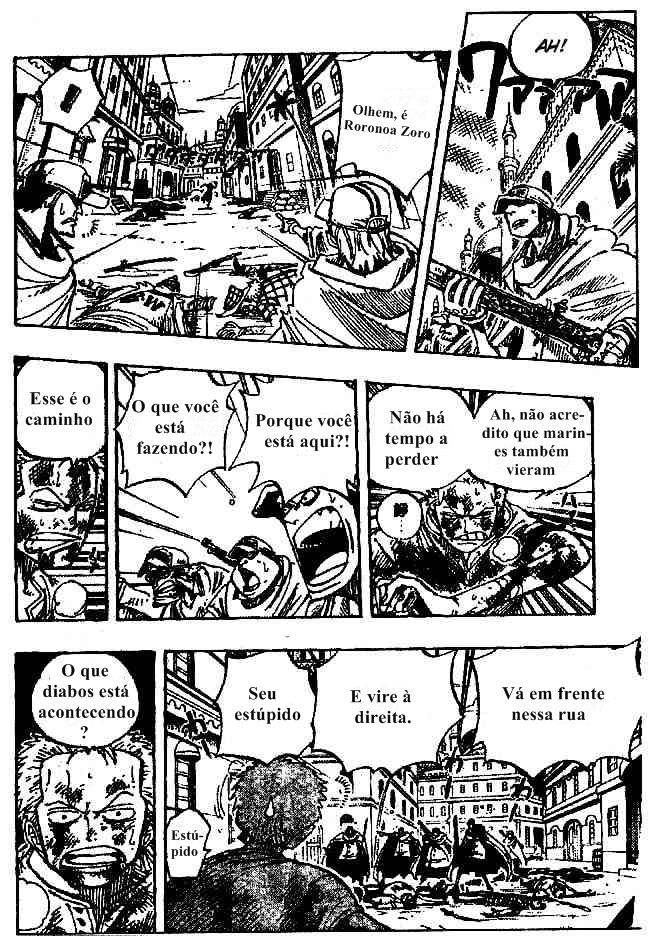 AH!
Olhem, é
Roronoa Zoro
Ah, não acre-
dito que marin-
es também
vieram
Não há
tempo a
perder
Porque você
está aqui?!
O que você
está
fazendo?!
Esse é o
caminho
Vá em frente
nessa rua
E vire à
direita.
Seu
estúpido
Estú-
pido
O que
diabos está
acontecendo
?